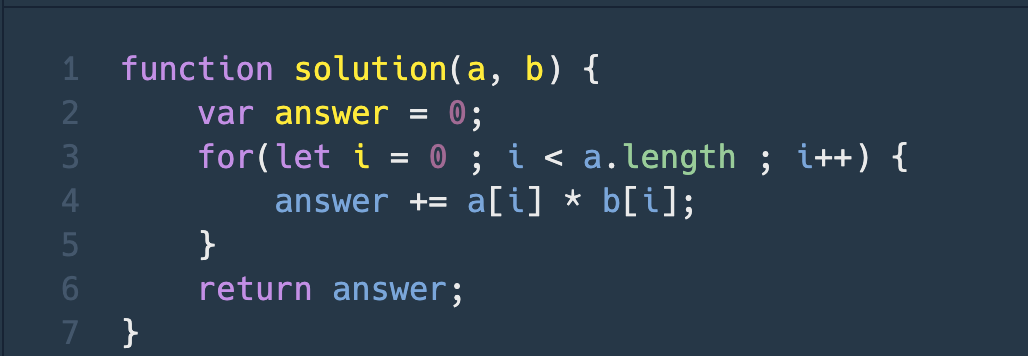 1 function solution(a, b) {
2     var answer = 0;
3     for(let i = 0 ; i < a.length ; i++) {
4         answer += a[i] * b[i];
5     }
6     return answer;
7 }